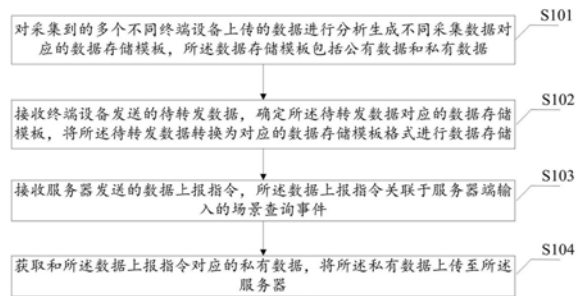 对采集到的多个不同终端设备上传的数据进行分析生成不同采集数据对
应的数据存储模板，所述数据存储模板包括公有数据和私有数据
S101
接收终端设备发送的待转发数据，确定所述待转发数据对应的数据存储
模板，将所述待转发数据转换为对应的数据存储模板格式进行数据存储
S102
接收服务器发送的数据上报指令，所述数据上报指令关联于服务器端输
入的场景查询事件
S103
获取和所述数据上报指令对应的私有数据，将所述私有数据上传至所述
服务器
S104